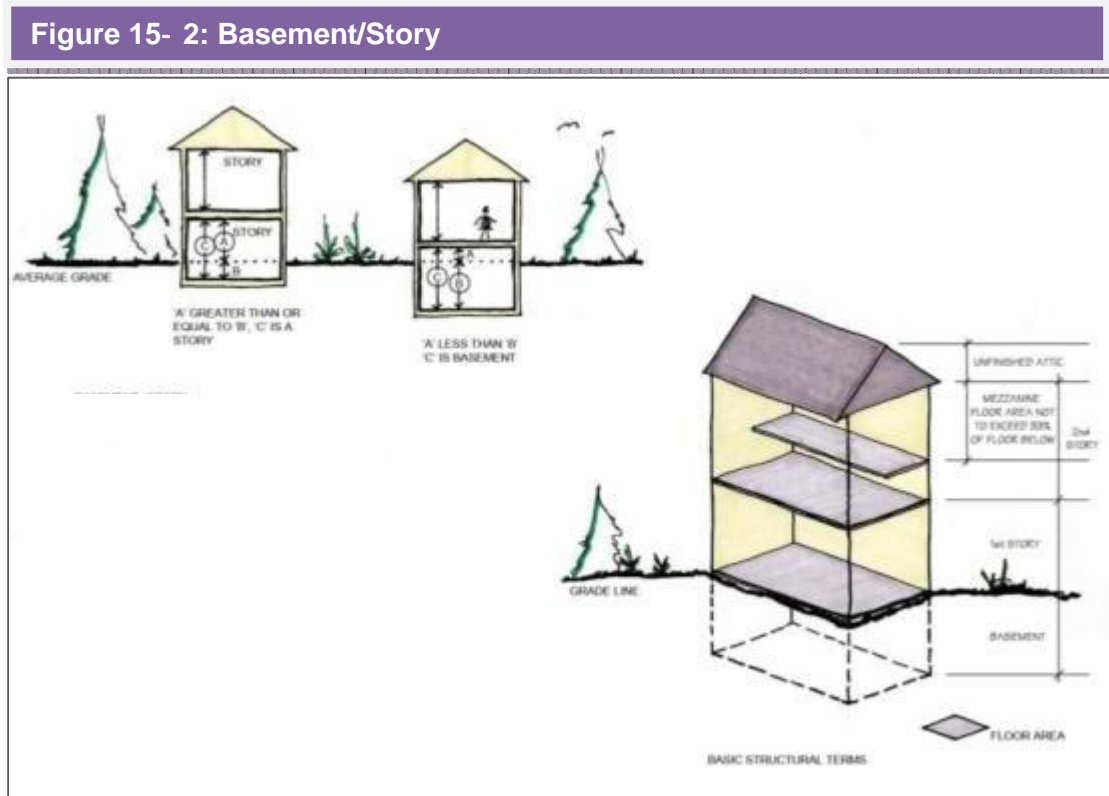 Figure 15- 2: Basement/Story
STORY
STORY
C
A
B
AVERAGE GRADE
'A' GREATER THAN OR
EQUAL TO 'B', 'C' IS A
STORY
A
C
B
'A' LESS THAN 'B'
'C' IS BASEMENT
UNFINISHED ATTIC
MEZZANINE
FLOOR AREA NOT
TO EXCEED
OF FLOOR BELOW
2nd
STORY
1st STORY
GRADE LINE
BASEMENT
FLOOR AREA
BASIC STRUCTURAL TERMS